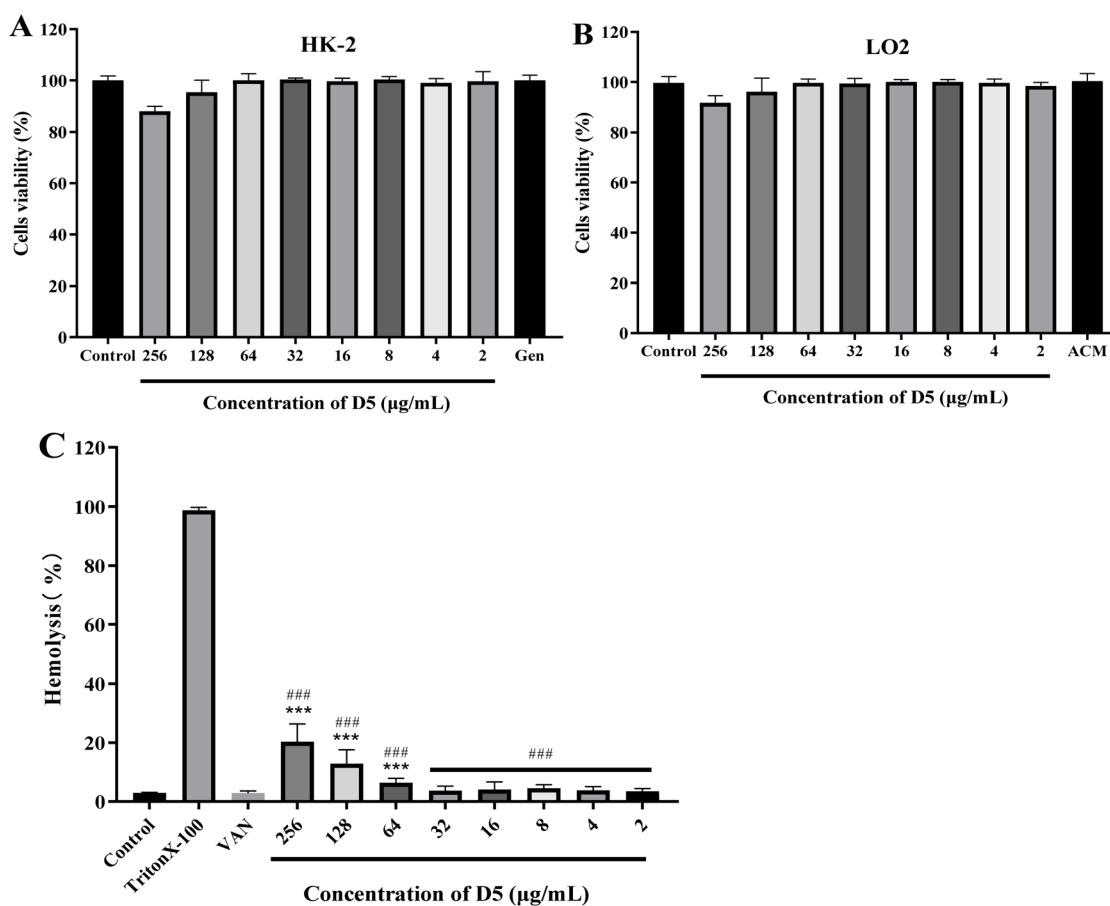 A
HK-2
Cells viability (%)
120
100
80
60
40
20
0
Control 256 128 64 32 16 8 4 2 Gen
Concentration of D5 (μg/mL)
B
LO2
Cells viability (%)
120
100
80
60
40
20
0
Control 256 128 64 32 16 8 4 2 ACM
Concentration of D5 (μg/mL)
C
Hemolysis( %)
120
100
80
60
40
20
0
###
***
###
***
###
***
###
Control TritonX-100 VAN 256 128 64 32 16 8 4 2
Concentration of D5 (μg/mL)